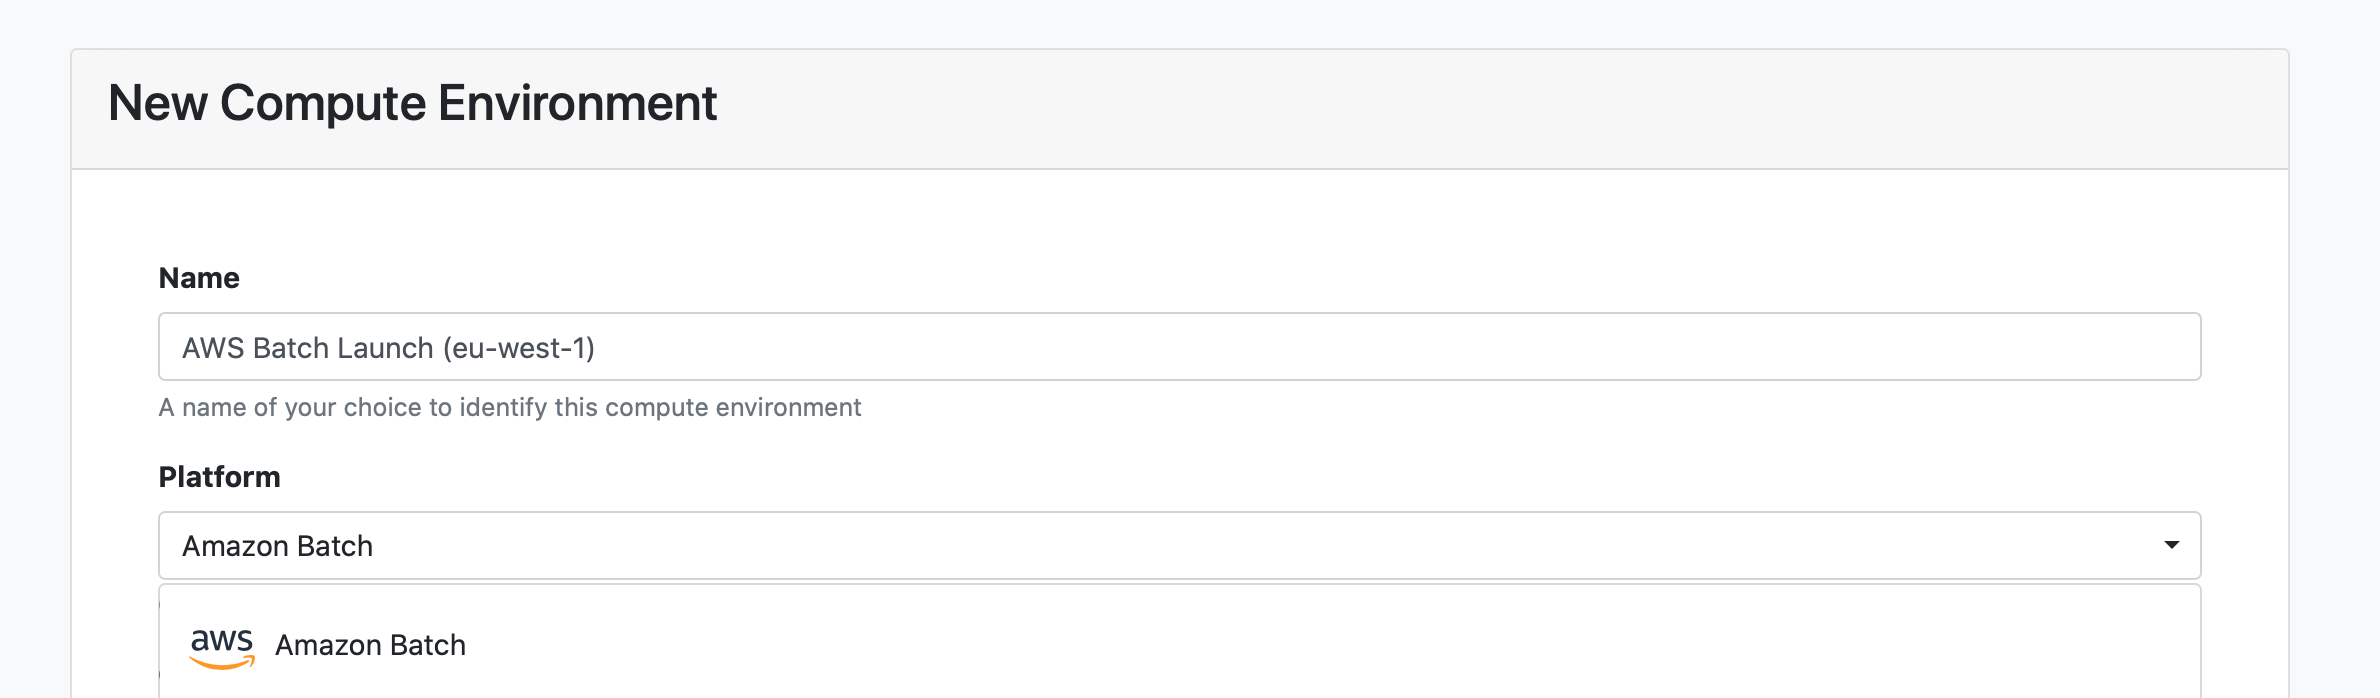 New Compute Environment
Name
AWS Batch Launch (eu-west-1)
A name of your choice to identify this compute environment
Platform
Amazon Batch
aws Amazon Batch